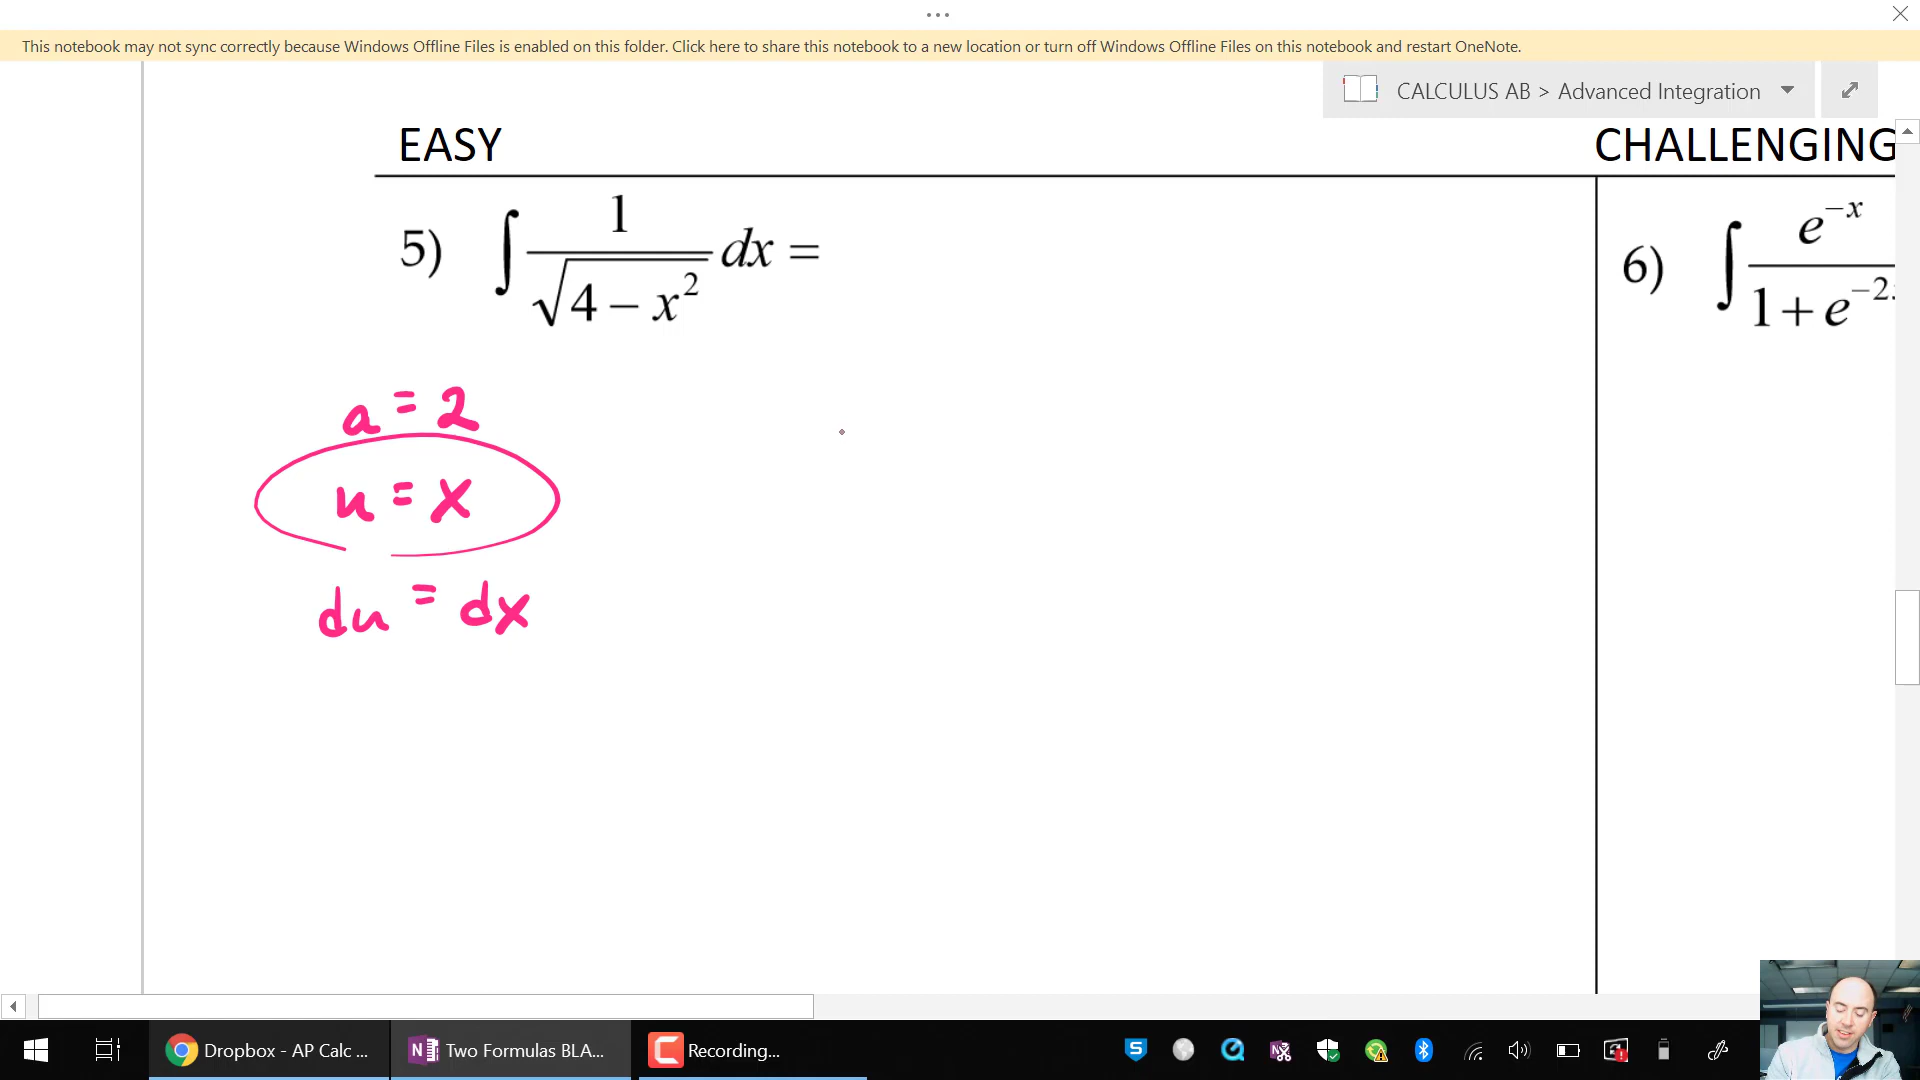 This notebook may not sync correctly because Windows Offline Files is enabled on this folder. Click here to share this notebook to a new location or turn off Windows Offline Files on this notebook and restart OneNote.
CALCULUS AB > Advanced Integration
EASY
CHALLENGING
5) ∫ 1/√(4 − x²) dx =
6) ∫ e^(−x)/(1 + e^(−2
a = 2
u = x
du = dx
Dropbox - AP Calc ...
Two Formulas BLA...
Recording...